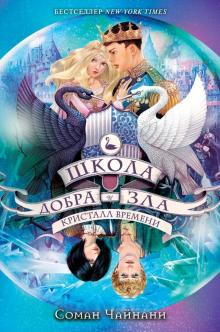 БЕСТСЕЛЛЕР NEW YORK TIMES
ШКОЛА
ДОБРА И ЗЛА
КРИСТАЛЛ ВРЕМЕНИ
Соман Чайнани